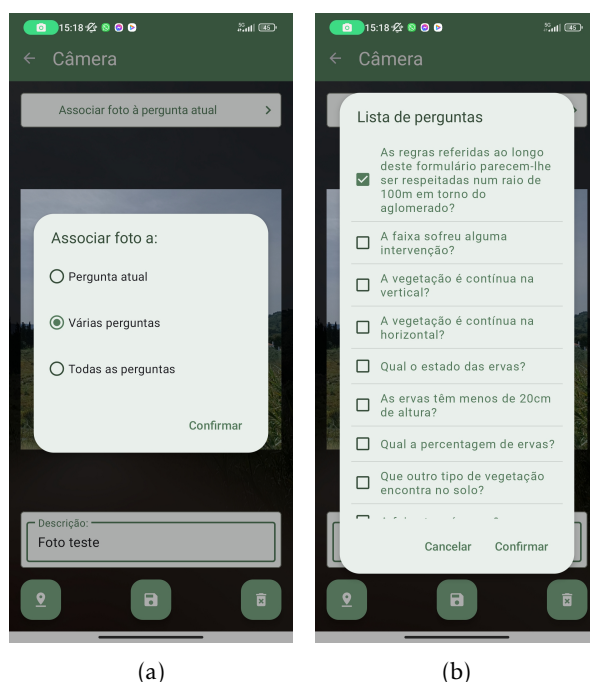 15:18
5G
45
Câmera
Associar foto à pergunta atual
Associar foto a:
Pergunta atual
Várias perguntas
Todas as perguntas
Confirmar
Descrição:
Foto teste
(a)
15:18
5G
45
Câmera
Lista de perguntas
As regras referidas ao longo
deste formulário parecem-lhe
ser respeitadas num raio de
100m em torno do
aglomerado?
A faixa sofreu alguma
intervenção?
A vegetação é contínua na
vertical?
A vegetação é contínua na
horizontal?
Qual o estado das ervas?
As ervas têm menos de 20cm
de altura?
Qual a percentagem de ervas?
Que outro tipo de vegetação
encontra no solo?
Cancelar
Confirmar
(b)